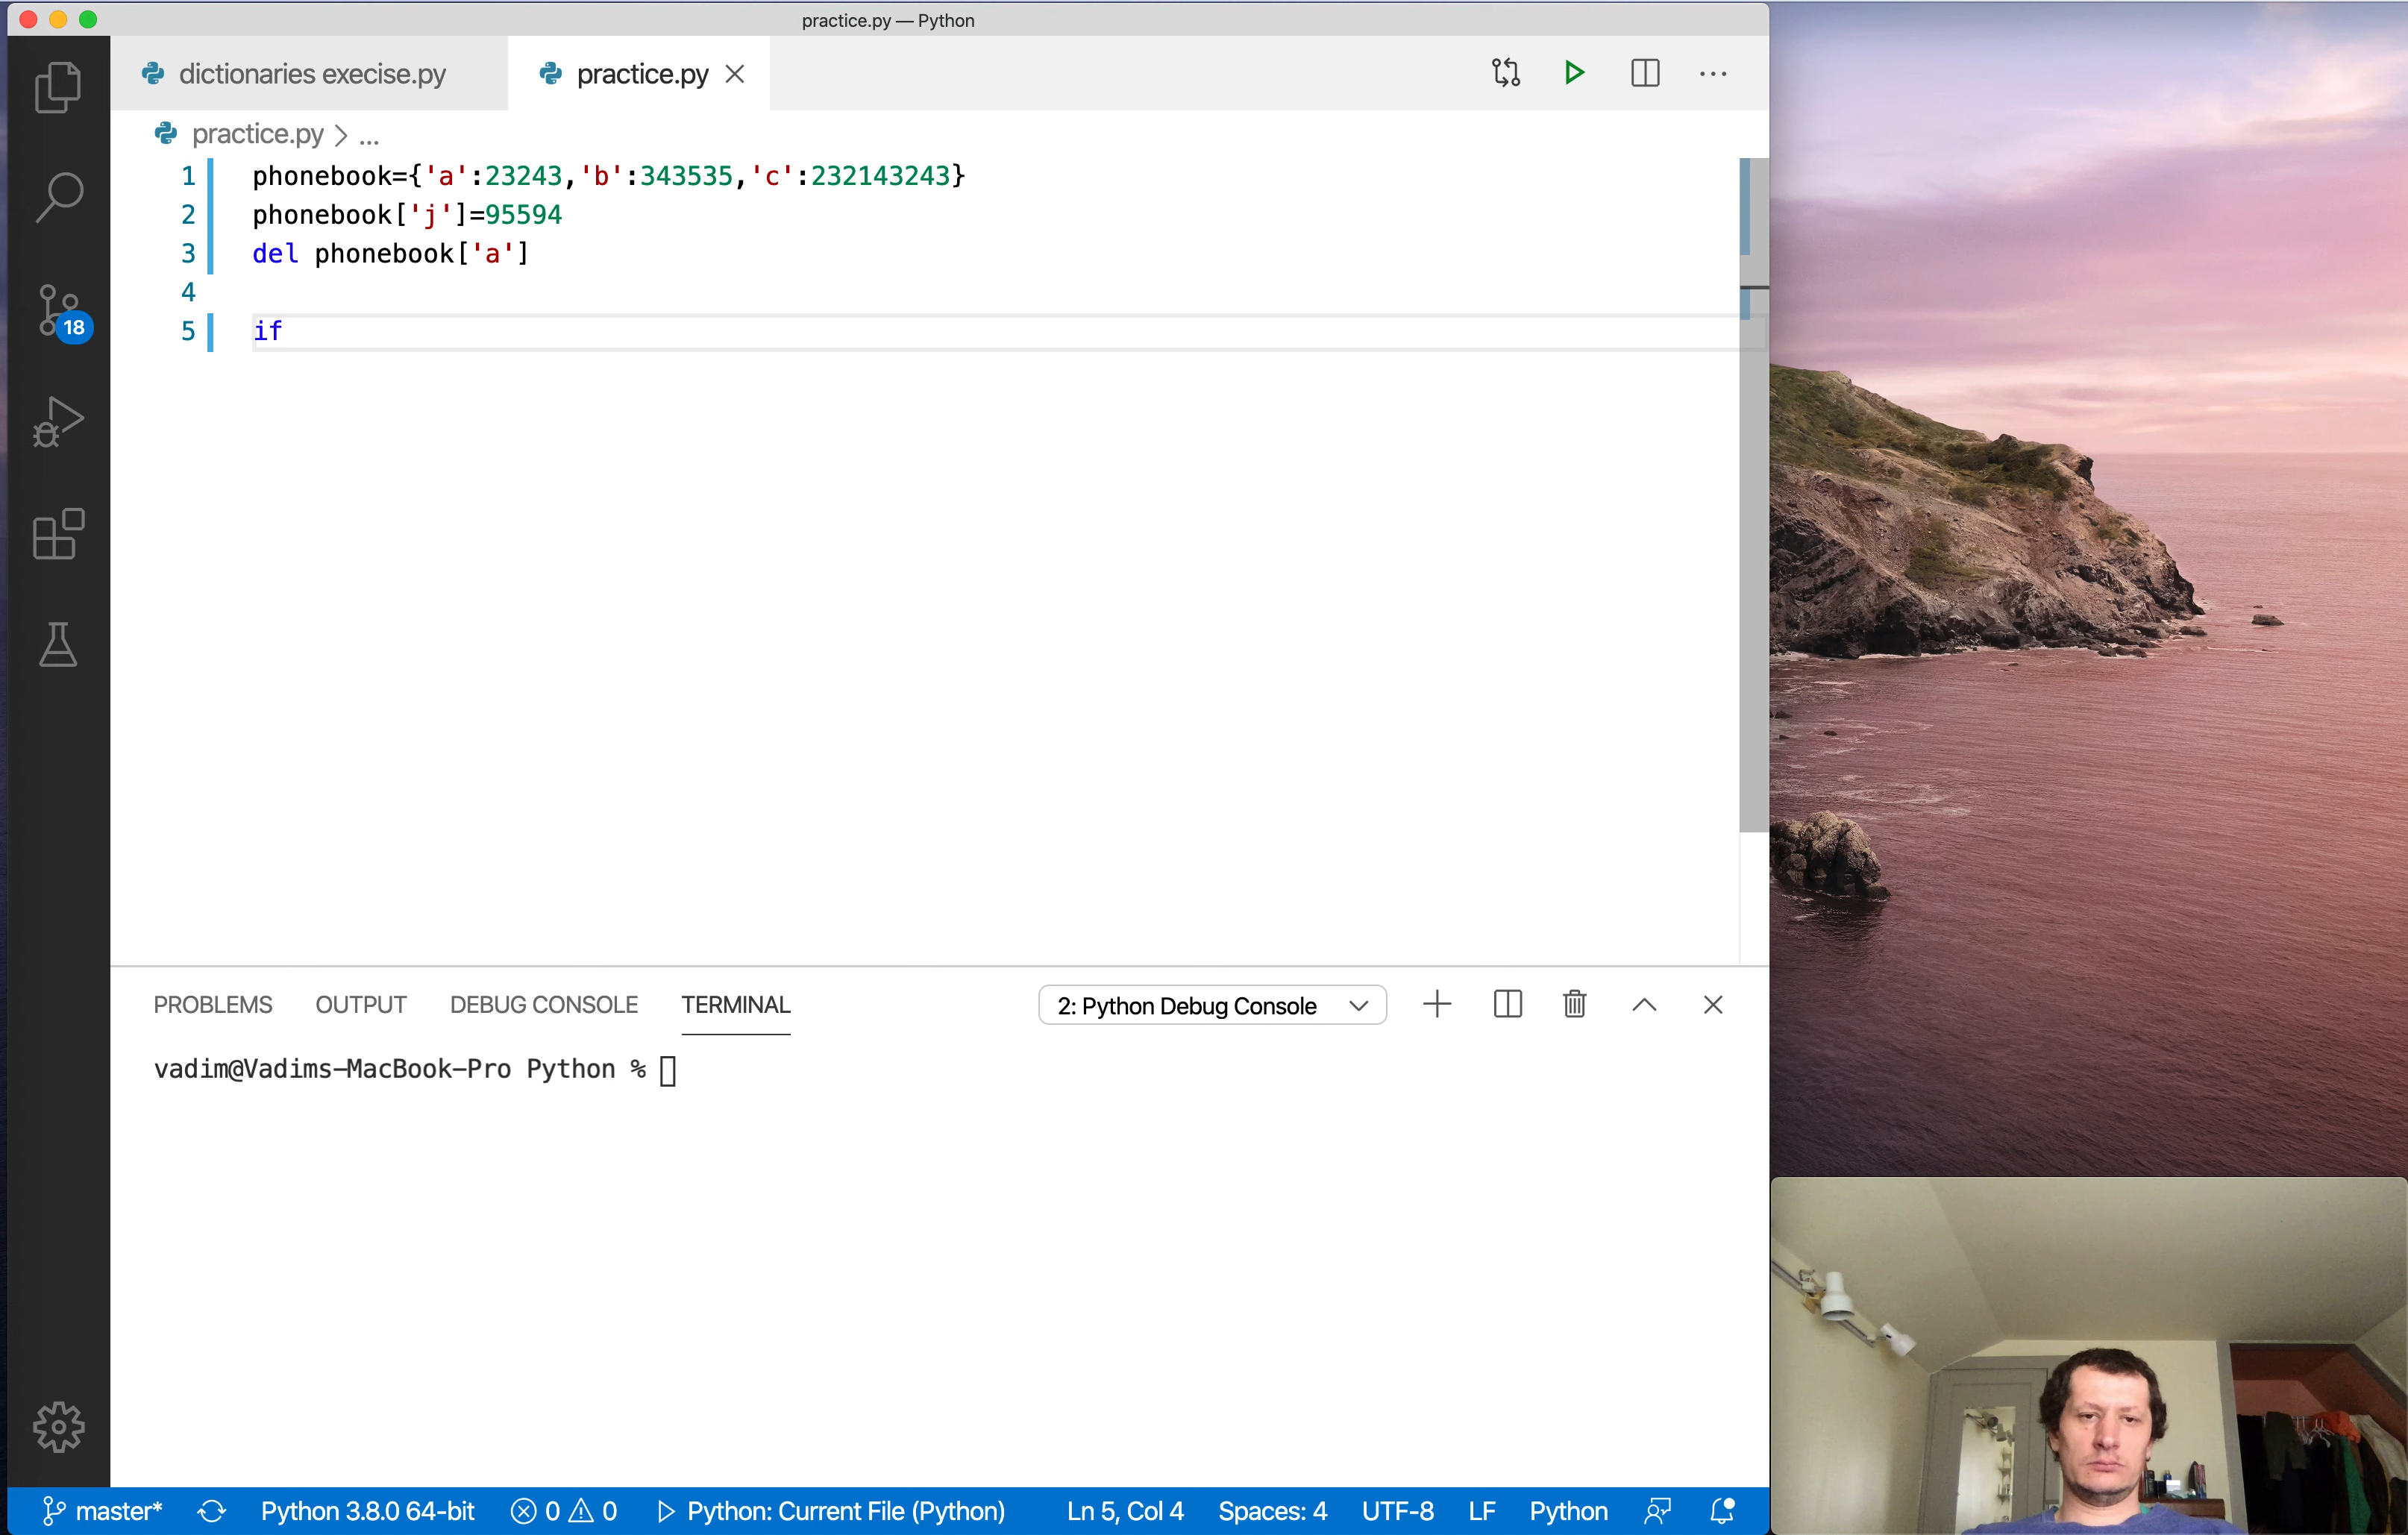 practice.py — Python
dictionaries execise.py
practice.py
practice.py > ...
1 phonebook={'a':23243,'b':343535,'c':232143243}
2 phonebook['j']=95594
3 del phonebook['a']
4
5 if
18
PROBLEMS OUTPUT DEBUG CONSOLE TERMINAL 2: Python Debug Console
vadim@Vadims-MacBook-Pro Python %
master* Python 3.8.0 64-bit 0 0 Python: Current File (Python) Ln 5, Col 4 Spaces: 4 UTF-8 LF Python